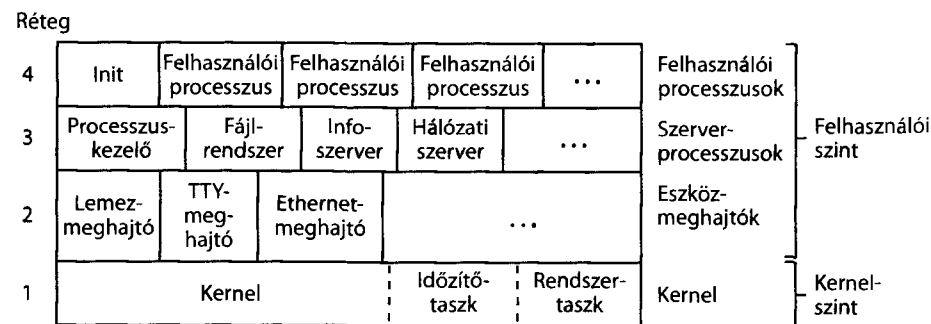 Réteg
4
Init
Felhasználói
processzus
Felhasználói
processzus
Felhasználói
processzus
...
Felhasználói
processzusok
3
Processzus-
kezelő
Fájl-
rendszer
Info-
szerver
Hálózati
szerver
...
Szerver-
processzusok
Felhasználói
szint
2
Lemez-
meghajtó
TTY-
meg-
hajtó
Ethernet-
meghajtó
...
Eszköz-
meghajtók
1
Kernel
Időzítő-
taszk
Rendszer-
taszk
Kernel
Kernel-
szint